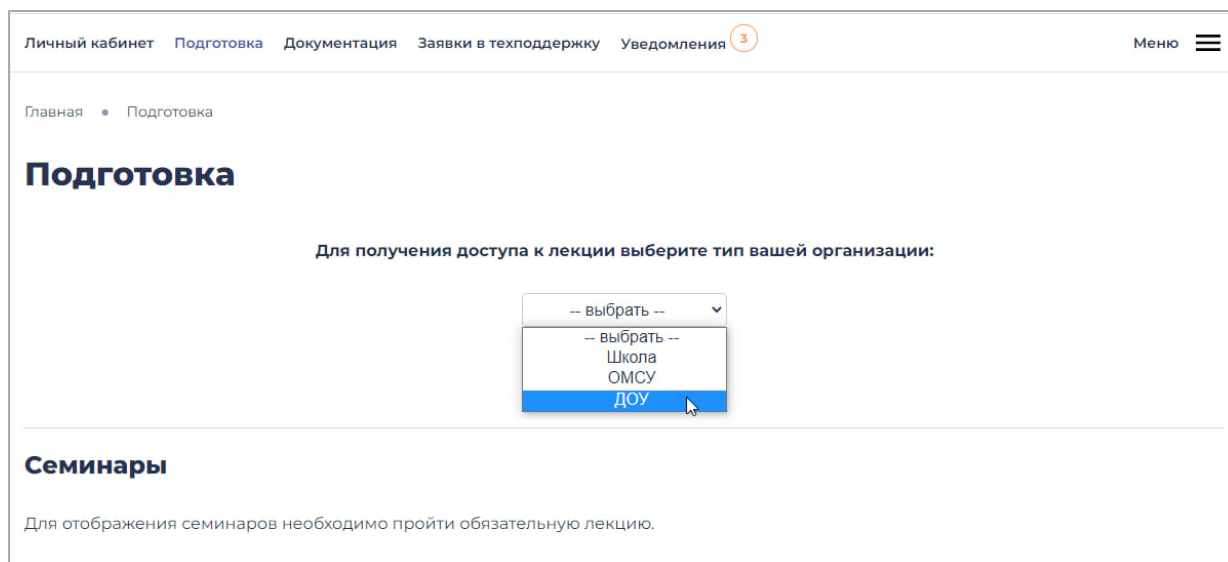 Личный кабинет Подготовка Документация Заявки в техподдержку Уведомления 3 Меню
Главная • Подготовка
Подготовка
Для получения доступа к лекции выберите тип вашей организации:
-- выбрать --
-- выбрать --
Школа
ОМСУ
ДОУ
Семинары
Для отображения семинаров необходимо пройти обязательную лекцию.